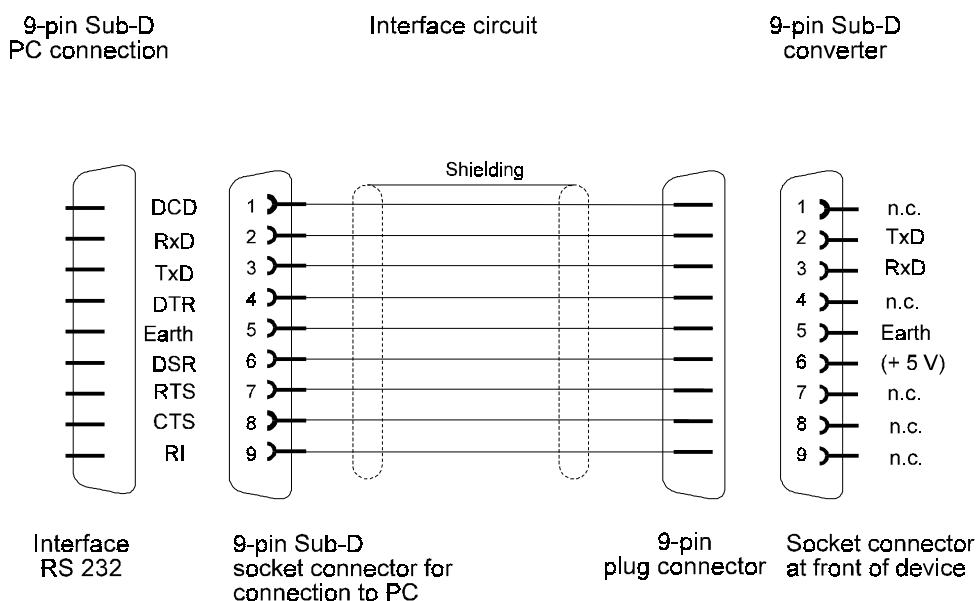 9-pin Sub-D
PC connection
Interface circuit
9-pin Sub-D
converter
Shielding
DCD 1 1 n.c.
RxD 2 2 TxD
TxD 3 3 RxD
DTR 4 4 n.c.
Earth 5 5 Earth
DSR 6 6 (+ 5 V)
RTS 7 7 n.c.
CTS 8 8 n.c.
RI 9 9 n.c.
Interface
RS 232
9-pin Sub-D
socket connector for
connection to PC
9-pin
plug connector
Socket connector
at front of device